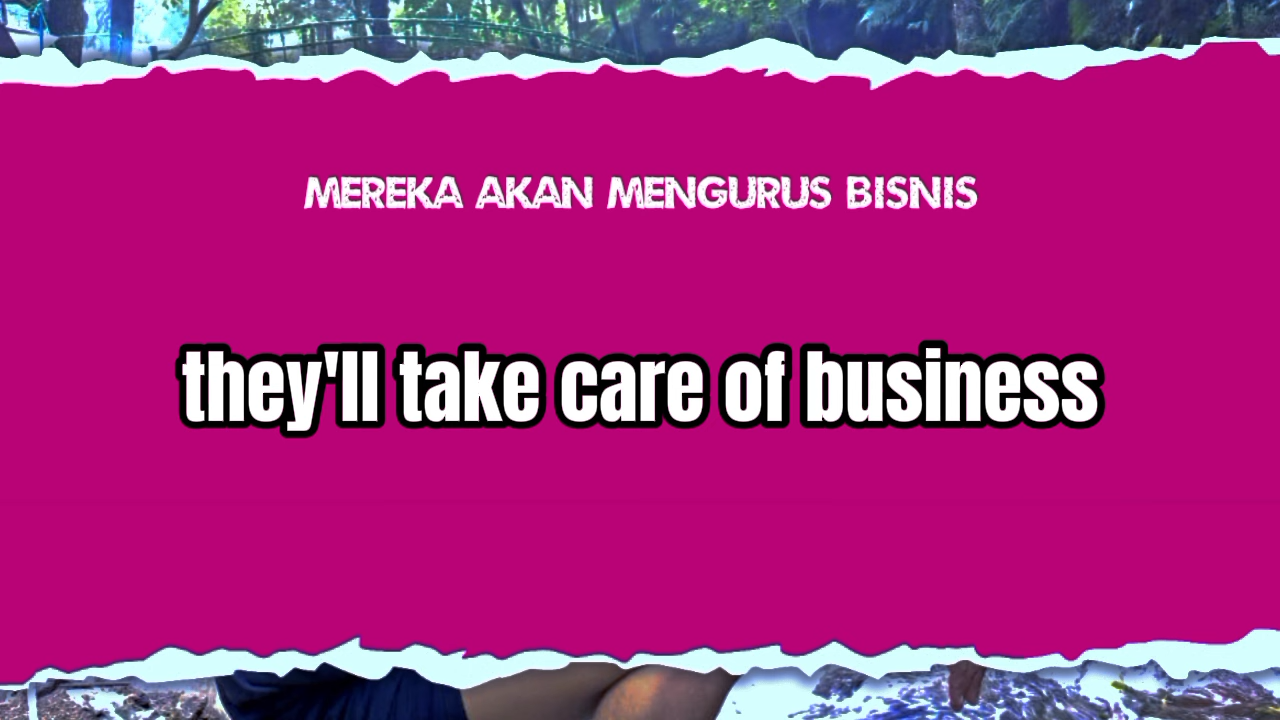 MEREKA AKAN MENGURUS BISNIS
they'll take care of business